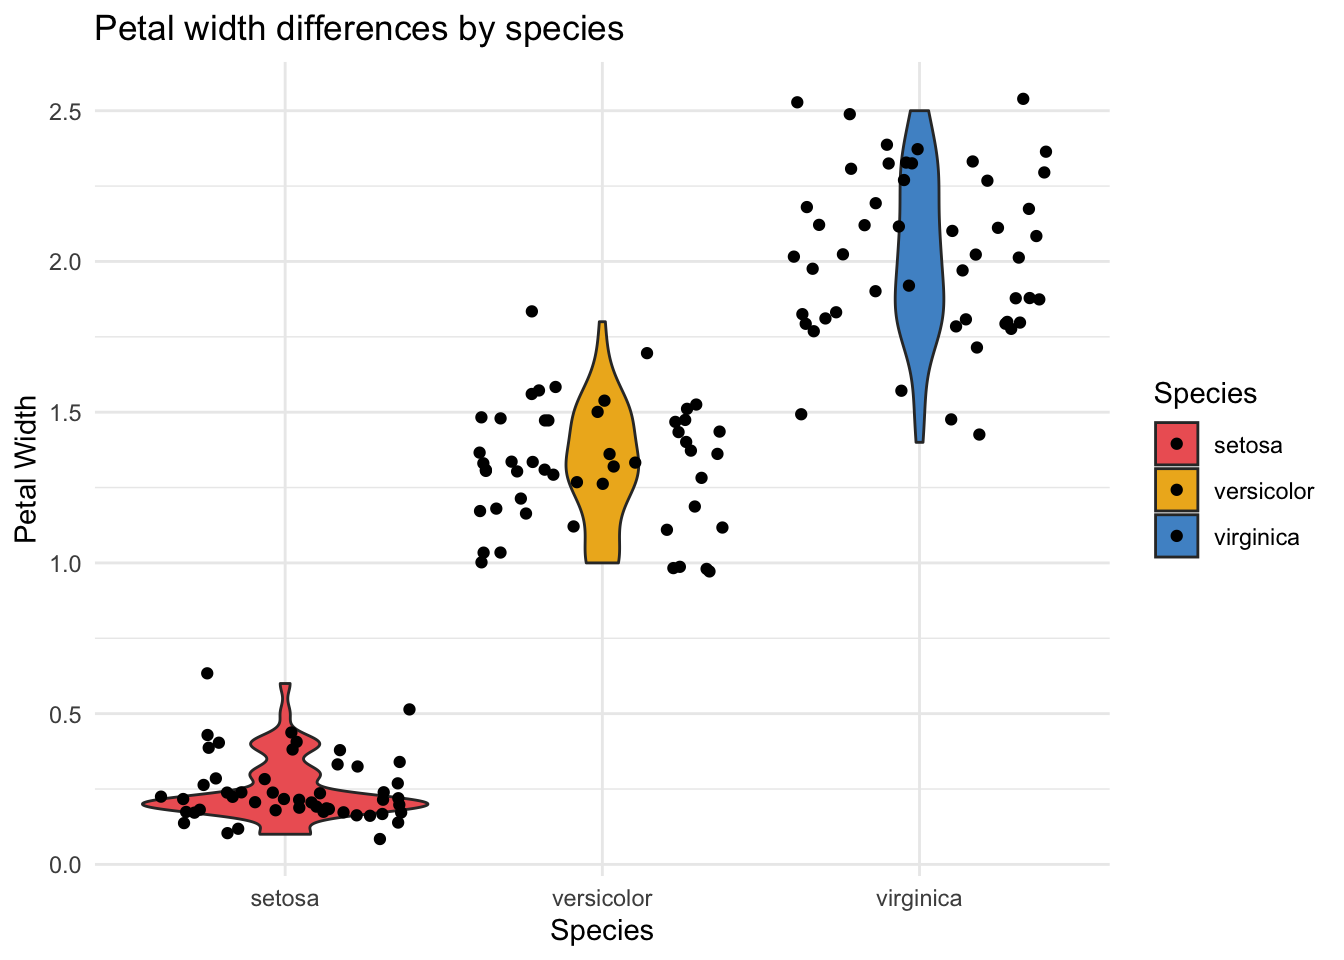 Petal width differences by species
2.5
2.0
1.5
1.0
0.5
0.0
Petal Width
setosa
versicolor
virginica
Species
Species
setosa
versicolor
virginica